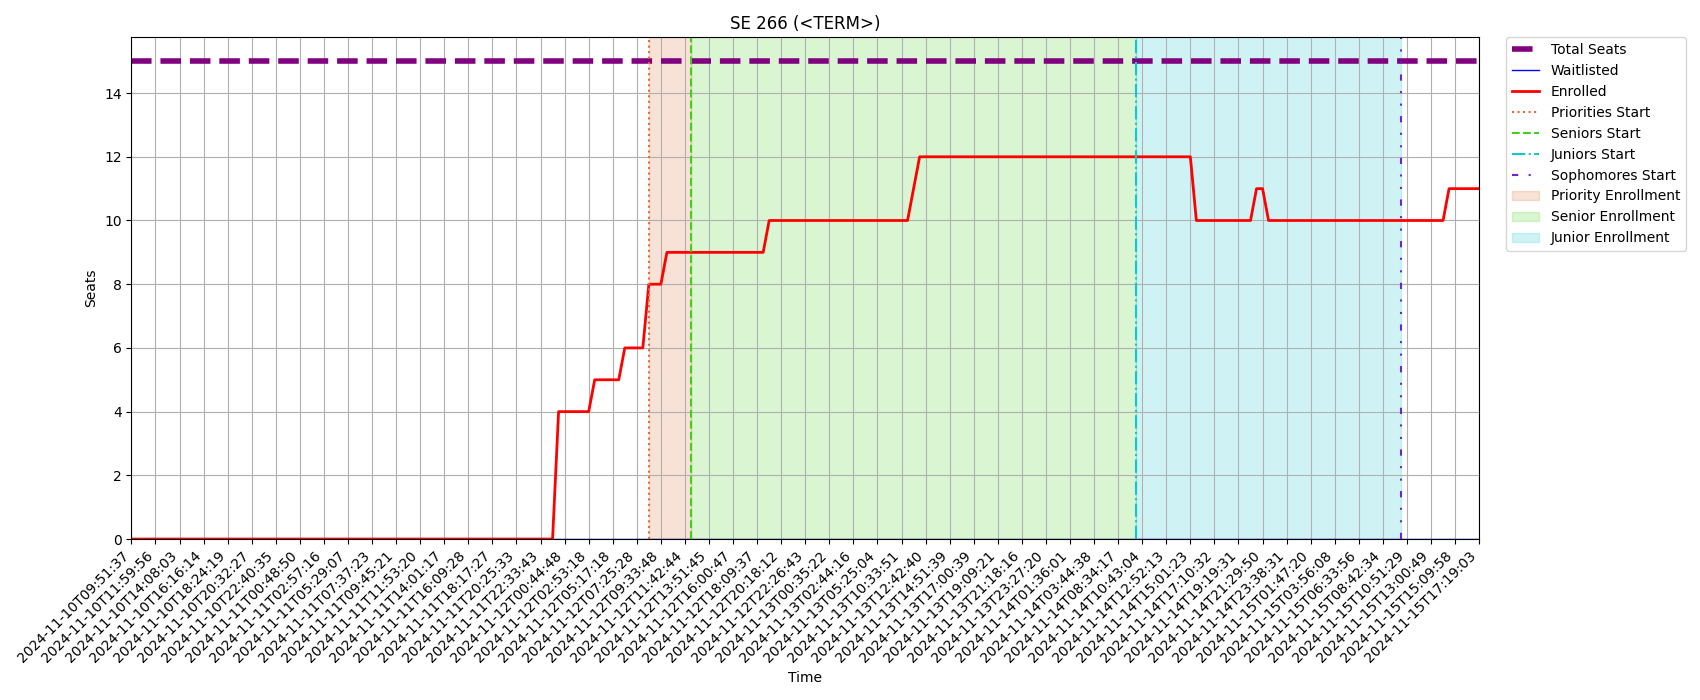 SE 266 (<TERM>)
Total Seats
Waitlisted
Enrolled
Priorities Start
Seniors Start
Juniors Start
Sophomores Start
Priority Enrollment
Senior Enrollment
Junior Enrollment
Seats
14
12
10
8
6
4
2
0
2024-11-10T09:51:37
2024-11-10T11:59:56
2024-11-10T14:08:03
2024-11-10T16:16:14
2024-11-10T18:24:19
2024-11-10T20:32:27
2024-11-10T22:40:35
2024-11-11T00:48:50
2024-11-11T02:57:16
2024-11-11T05:29:07
2024-11-11T07:37:23
2024-11-11T09:45:21
2024-11-11T11:53:20
2024-11-11T14:01:17
2024-11-11T16:09:28
2024-11-11T18:17:27
2024-11-11T20:25:33
2024-11-11T22:33:43
2024-11-12T00:44:48
2024-11-12T02:53:18
2024-11-12T05:17:18
2024-11-12T07:25:28
2024-11-12T09:33:48
2024-11-12T11:42:44
2024-11-12T13:51:45
2024-11-12T16:00:47
2024-11-12T18:09:37
2024-11-12T20:18:12
2024-11-12T22:26:43
2024-11-13T00:35:22
2024-11-13T02:44:16
2024-11-13T05:25:04
2024-11-13T10:33:51
2024-11-13T12:42:40
2024-11-13T14:51:39
2024-11-13T17:00:39
2024-11-13T19:09:21
2024-11-13T21:18:16
2024-11-13T23:27:20
2024-11-14T01:36:01
2024-11-14T03:44:38
2024-11-14T08:34:17
2024-11-14T10:43:04
2024-11-14T12:52:13
2024-11-14T15:01:23
2024-11-14T17:10:32
2024-11-14T19:19:31
2024-11-14T21:29:50
2024-11-14T23:38:31
2024-11-15T01:47:20
2024-11-15T03:56:08
2024-11-15T06:33:56
2024-11-15T08:42:34
2024-11-15T10:51:29
2024-11-15T13:00:49
2024-11-15T15:09:58
2024-11-15T17:19:03
Time